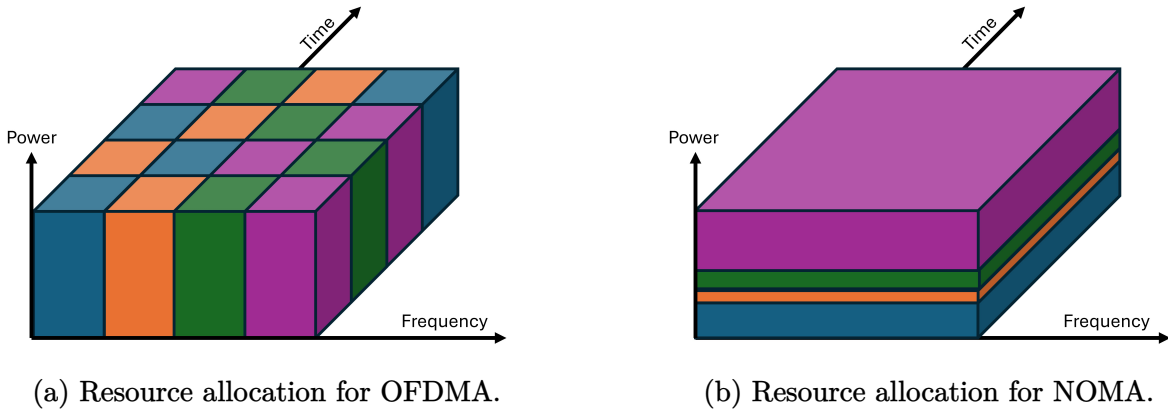 Time
Power
Frequency
(a) Resource allocation for OFDMA.
Time
Power
Frequency
(b) Resource allocation for NOMA.